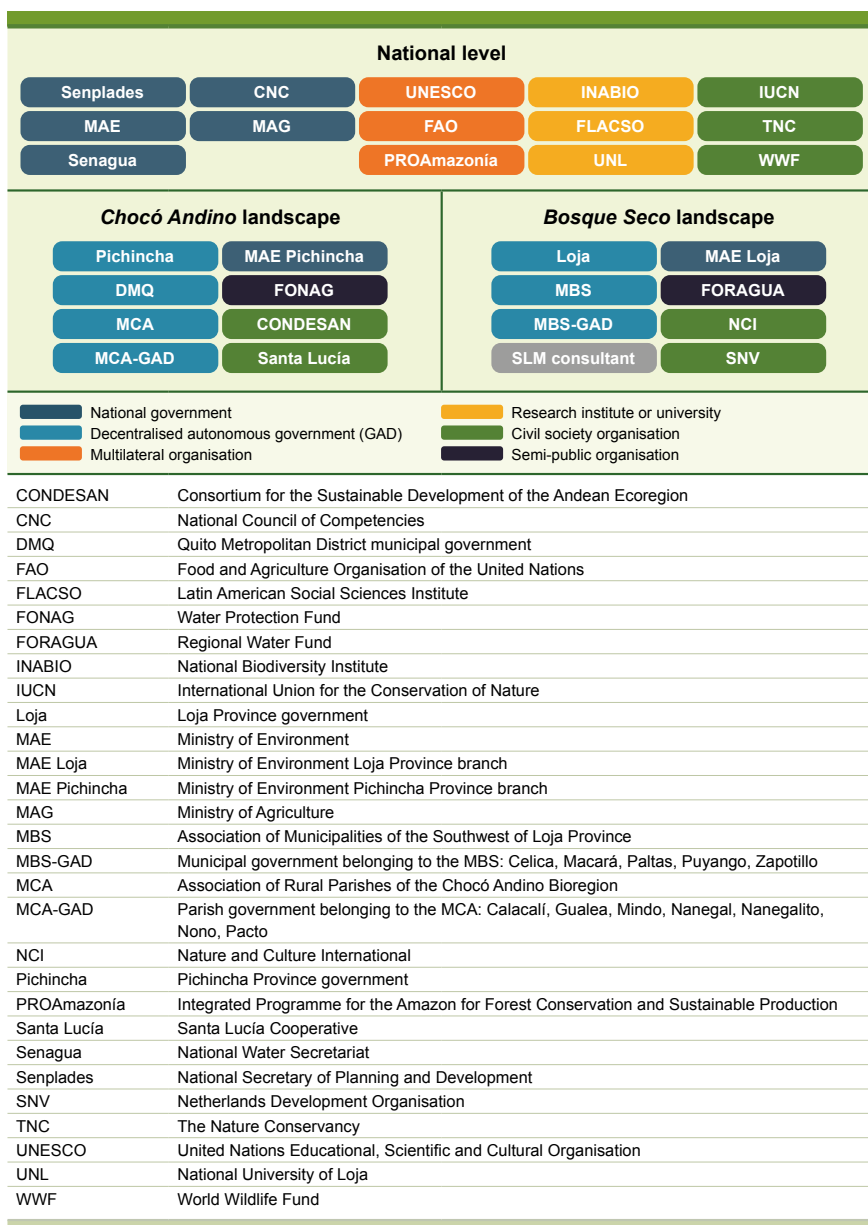 National level
Senplades CNC UNESCO INABIO IUCN
MAE MAG FAO FLACSO TNC
Senagua PROAmazonía UNL WWF
Chocó Andino landscape
Pichincha MAE Pichincha
DMQ FONAG
MCA CONDESAN
MCA-GAD Santa Lucía
Bosque Seco landscape
Loja MAE Loja
MBS FORAGUA
MBS-GAD NCI
SLM consultant SNV
National government
Decentralised autonomous government (GAD)
Multilateral organisation
Research institute or university
Civil society organisation
Semi-public organisation
CONDESAN Consortium for the Sustainable Development of the Andean Ecoregion
CNC National Council of Competencies
DMQ Quito Metropolitan District municipal government
FAO Food and Agriculture Organisation of the United Nations
FLACSO Latin American Social Sciences Institute
FONAG Water Protection Fund
FORAGUA Regional Water Fund
INABIO National Biodiversity Institute
IUCN International Union for the Conservation of Nature
Loja Loja Province government
MAE Ministry of Environment
MAE Loja Ministry of Environment Loja Province branch
MAE Pichincha Ministry of Environment Pichincha Province branch
MAG Ministry of Agriculture
MBS Association of Municipalities of the Southwest of Loja Province
MBS-GAD Municipal government belonging to the MBS: Celica, Macará, Paltas, Puyango, Zapotillo
MCA Association of Rural Parishes of the Chocó Andino Bioregion
MCA-GAD Parish government belonging to the MCA: Calacalí, Gualea, Mindo, Nanegal, Nanegalito,
Nono, Pacto
NCI Nature and Culture International
Pichincha Pichincha Province government
PROAmazonía Integrated Programme for the Amazon for Forest Conservation and Sustainable Production
Santa Lucía Santa Lucía Cooperative
Senagua National Water Secretariat
Senplades National Secretary of Planning and Development
SNV Netherlands Development Organisation
TNC The Nature Conservancy
UNESCO United Nations Educational, Scientific and Cultural Organisation
UNL National University of Loja
WWF World Wildlife Fund